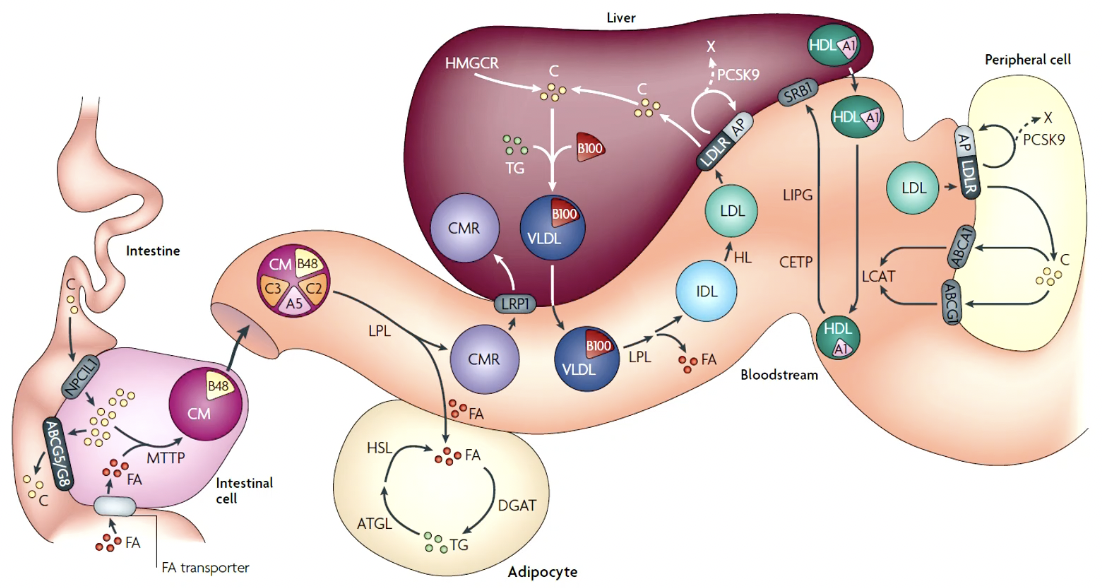 Liver
HMGCR
C
C
X
PCSK9
TG
B100
LDLR
AP
SRB1
HDL
A1
HDL
A1
Peripheral cell
AP
LDLR
X
PCSK9
LDL
CMR
B100
VLDL
LDL
LIPG
ABCA1
C
HL
CETP
LCAT
IDL
ABCG1
LRP1
Intestine
C
CM
B48
C3
C2
A5
LPL
CMR
B100
VLDL
LPL
FA
HDL
A1
Bloodstream
NPC1L1
B48
CM
ABCG5/G8
MTTP
FA
C
Intestinal
cell
FA
FA transporter
FA
HSL
FA
DGAT
ATGL
TG
Adipocyte